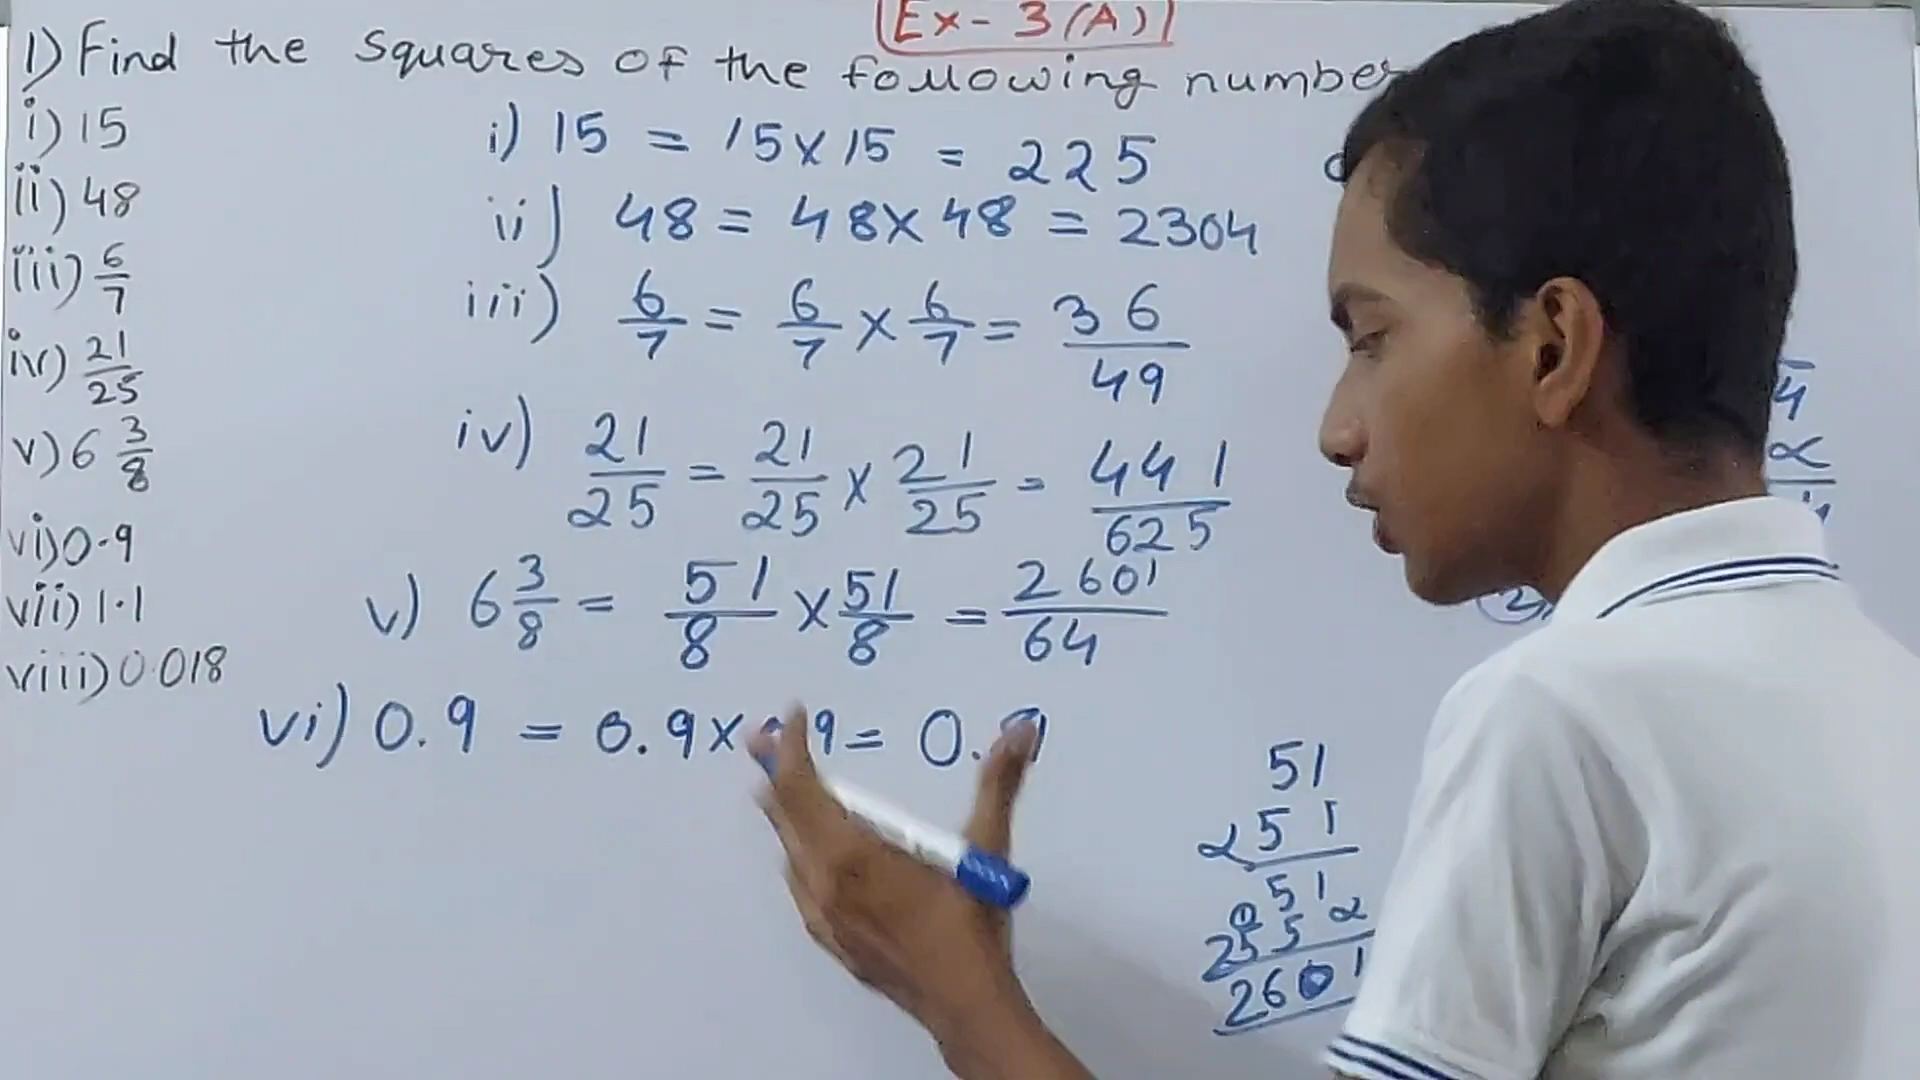 Ex-3(A)
1) Find the squares of the following
i) 15
ii) 48
iii) 6/7
iv) 21/25
v) 6 3/8
vi) 0.9
vii) 1.1
viii) 0.018
i) 15 = 15 × 15 = 225
ii) 48 = 48 × 48 = 2304
iii) 6/7 = 6/7 × 6/7 = 36/49
iv) 21/25 = 21/25 × 21/25 = 441/625
v) 6 3/8 = 51/8 × 51/8 = 2601/64
vi) 0.9 = 0.9 ×
51
× 51
51
255×
2601